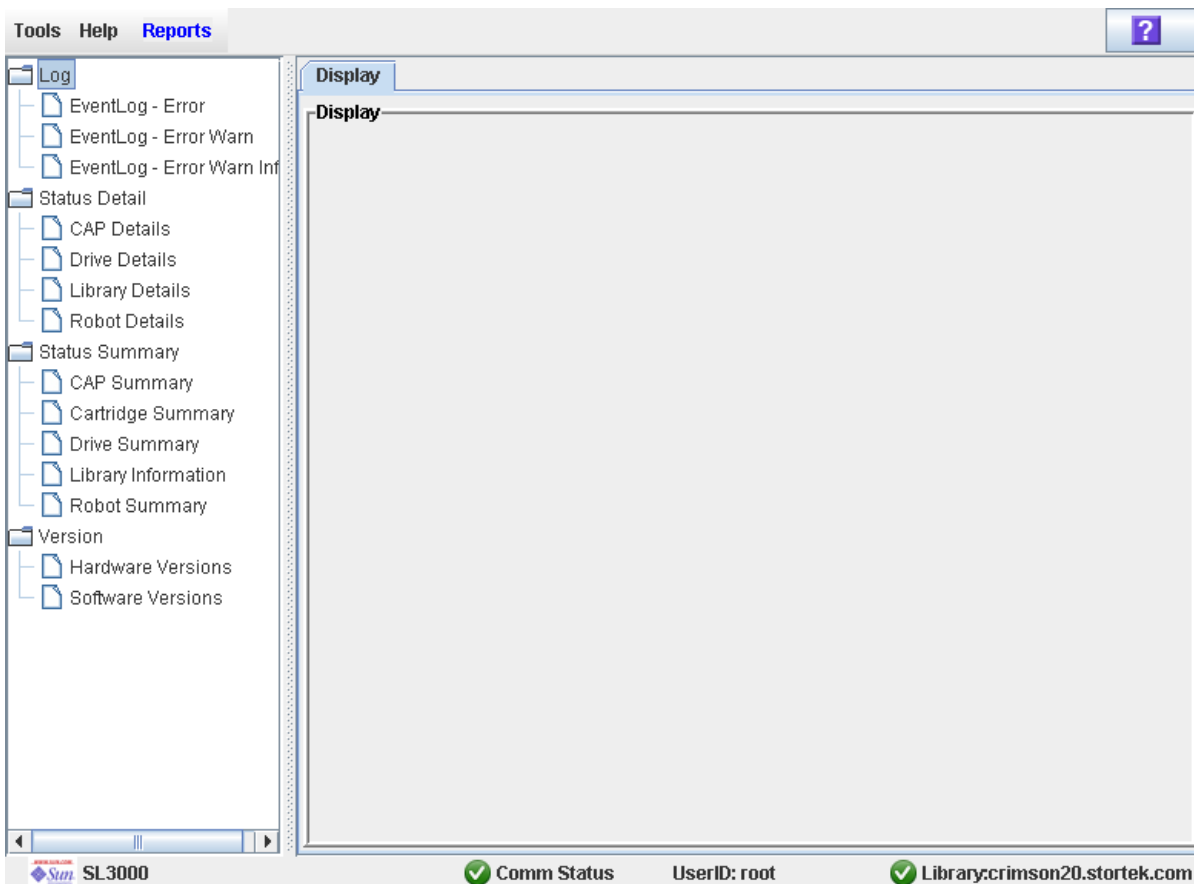 Tools Help Reports
?
Log
EventLog - Error
EventLog - Error Warn
EventLog - Error Warn Inf
Status Detail
CAP Details
Drive Details
Library Details
Robot Details
Status Summary
CAP Summary
Cartridge Summary
Drive Summary
Library Information
Robot Summary
Version
Hardware Versions
Software Versions
Display
Display
Sun SL3000 Comm Status UserID: root Library:crimson20.stortek.com